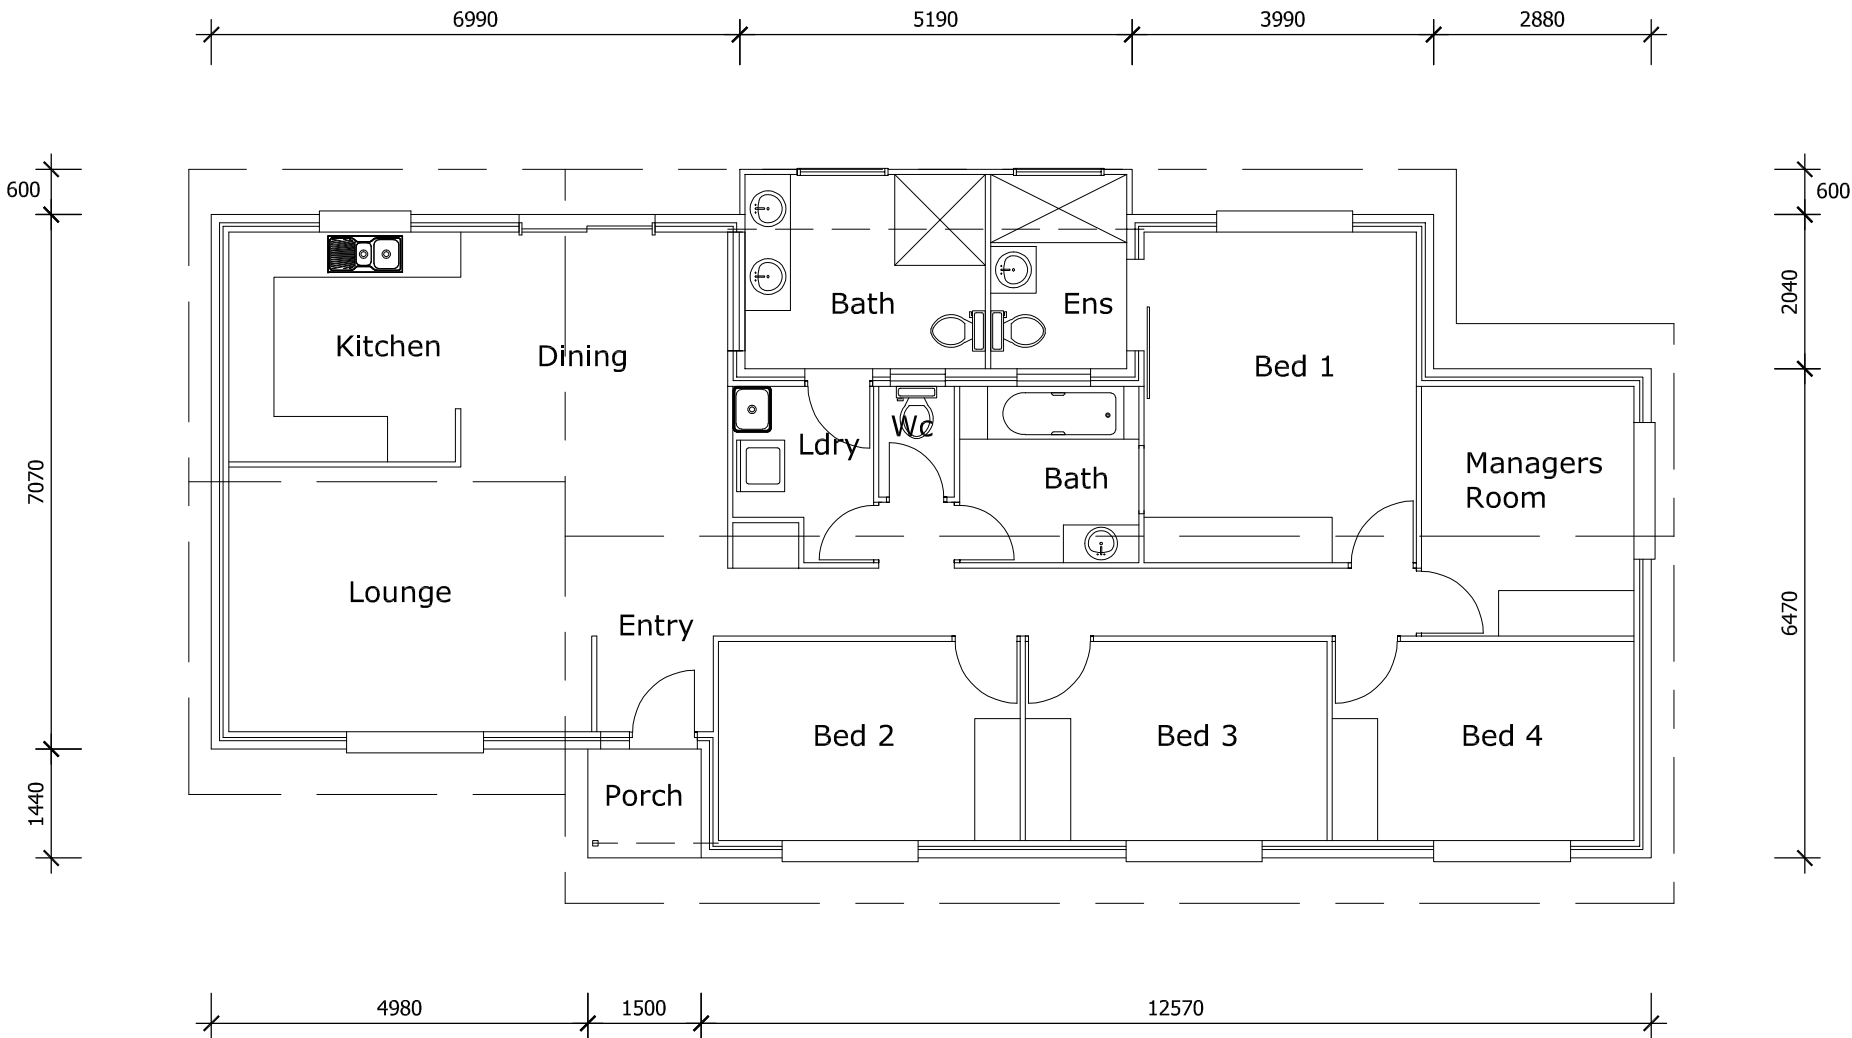 6990
5190
3990
2880
600
600
2040
7070
6470
1440
Kitchen
Dining
Bath
Ens
Bed 1
Managers
Room
Ldry
Wc
Bath
Lounge
Entry
Porch
Bed 2
Bed 3
Bed 4
4980
1500
12570